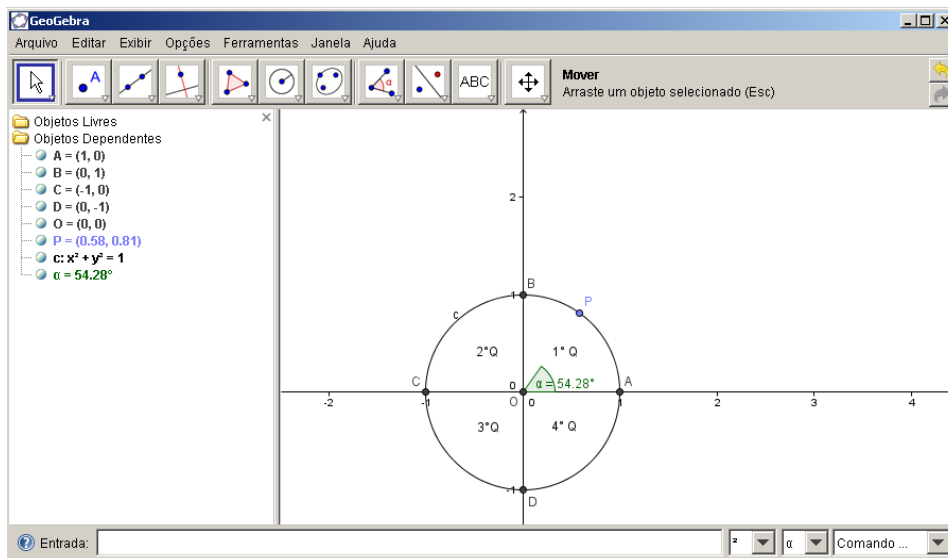 GeoGebra
Arquivo Editar Exibir Opções Ferramentas Janela Ajuda
A
α
ABC
Mover
Arraste um objeto selecionado (Esc)
Objetos Livres
Objetos Dependentes
A = (1, 0)
B = (0, 1)
C = (-1, 0)
D = (0, -1)
O = (0, 0)
P = (0.58, 0.81)
c: x² + y² = 1
α = 54.28°
2
1 B P
c
2°Q 1° Q
C 0 α = 54.28° A
-2 -1 O 0 1 2 3 4
3°Q 4° Q
-1
D
Entrada: ² α Comando ...